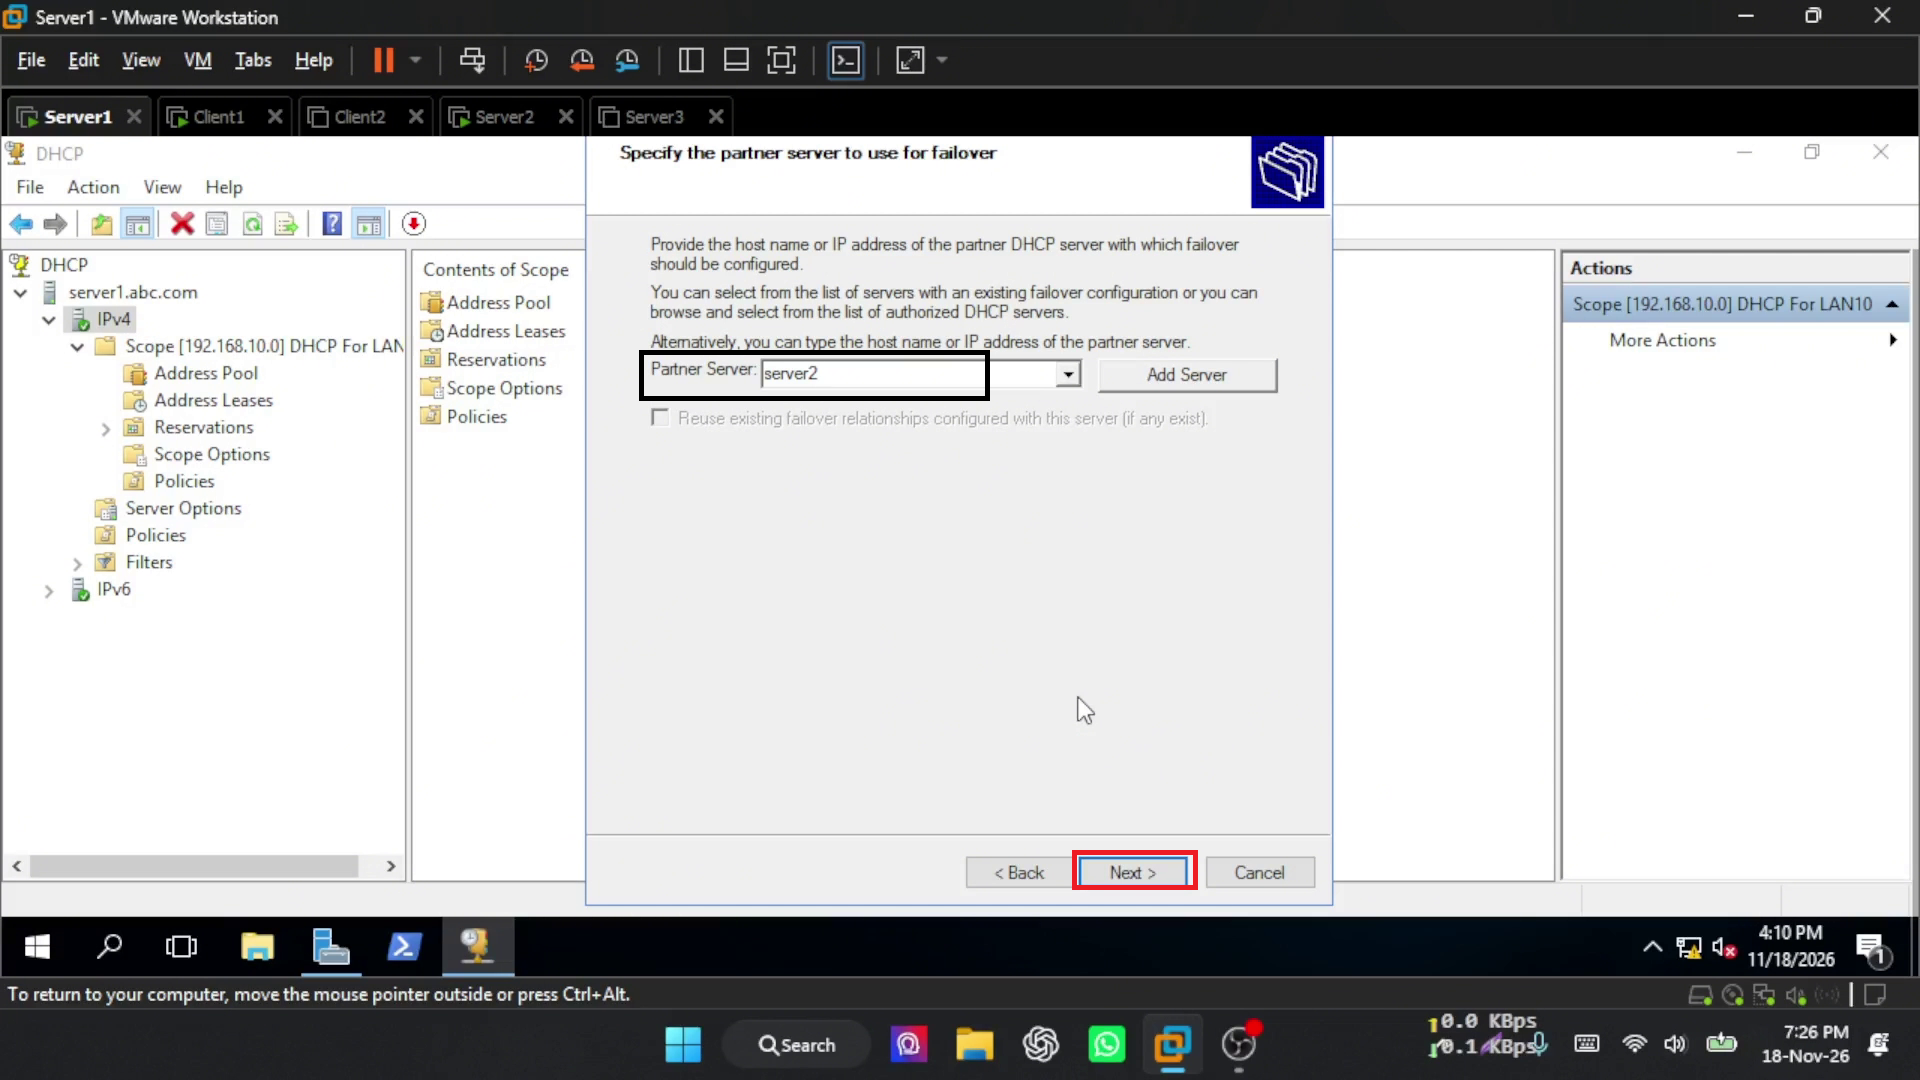 Server1 - VMware Workstation
File Edit View VM Tabs Help
Server1 Client1 Client2 Server2 Server3
DHCP
File Action View Help
DHCP
server1.abc.com
IPv4
Scope [192.168.10.0] DHCP For LAN
Address Pool
Address Leases
Reservations
Scope Options
Policies
Server Options
Policies
Filters
IPv6
Contents of Scope
Address Pool
Address Leases
Reservations
Scope Options
Policies
Specify the partner server to use for failover
Provide the host name or IP address of the partner DHCP server with which failover
should be configured.
You can select from the list of servers with an existing failover configuration or you can
browse and select from the list of authorized DHCP servers.
Alternatively, you can type the host name or IP address of the partner server.
Partner Server: server2 Add Server
Reuse existing failover relationships configured with this server (if any exist).
< Back Next > Cancel
Actions
Scope [192.168.10.0] DHCP For LAN10
More Actions
4:10 PM
11/18/2026
1
To return to your computer, move the mouse pointer outside or press Ctrl+Alt.
Search
0.0 KBps
0.1 KBps
7:26 PM
18-Nov-26